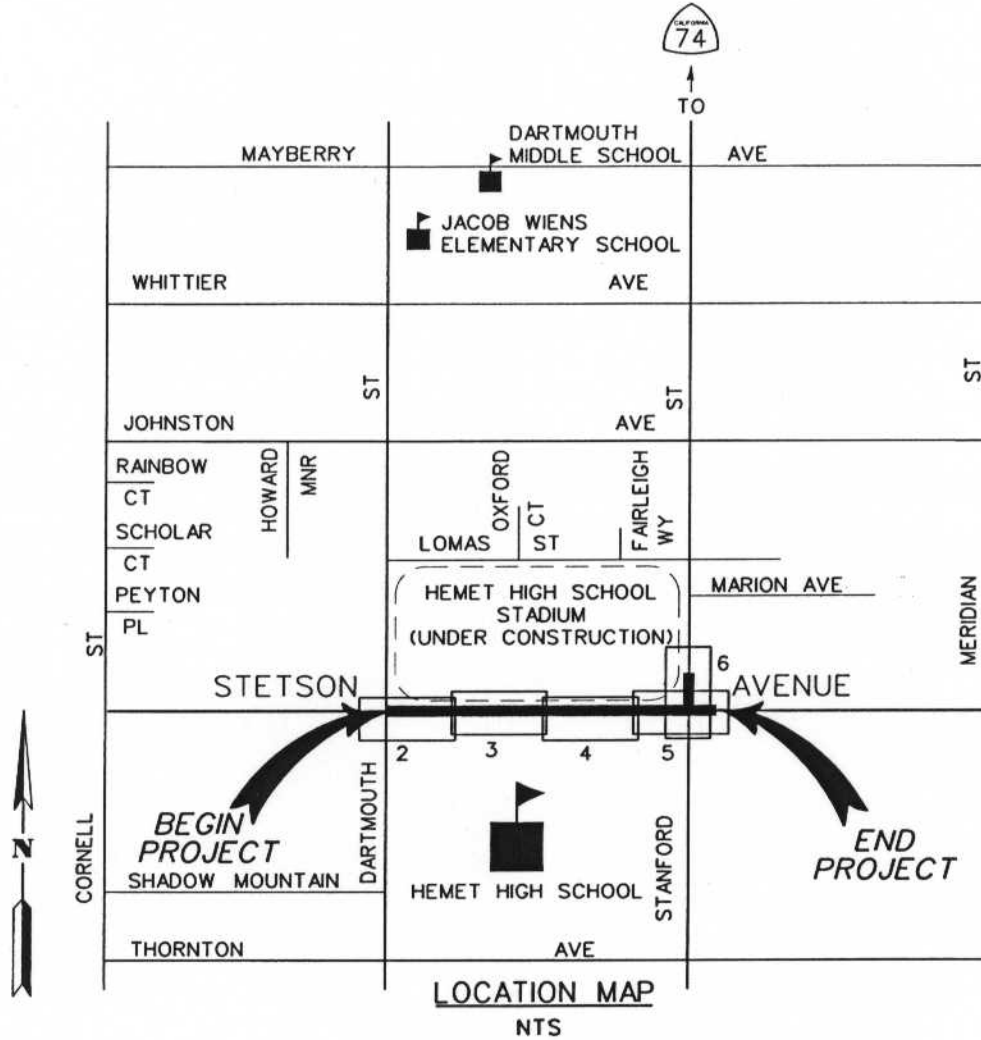 CALIFORNIA
74
TO
MAYBERRY
DARTMOUTH
MIDDLE SCHOOL
AVE
JACOB WIENS
ELEMENTARY SCHOOL
WHITTIER
AVE
ST
ST
ST
JOHNSTON
AVE
RAINBOW
CT
SCHOLAR
CT
PEYTON
PL
HOWARD
MNR
OXFORD
CT
LOMAS
ST
FAIRLEIGH
WY
HEMET HIGH SCHOOL
STADIUM
(UNDER CONSTRUCTION)
MARION AVE
MERIDIAN
ST
STETSON
AVENUE
6
2
3
4
5
N
CORNELL
BEGIN
PROJECT
DARTMOUTH
STANFORD
END
PROJECT
SHADOW MOUNTAIN
HEMET HIGH SCHOOL
THORNTON
AVE
LOCATION MAP
NTS